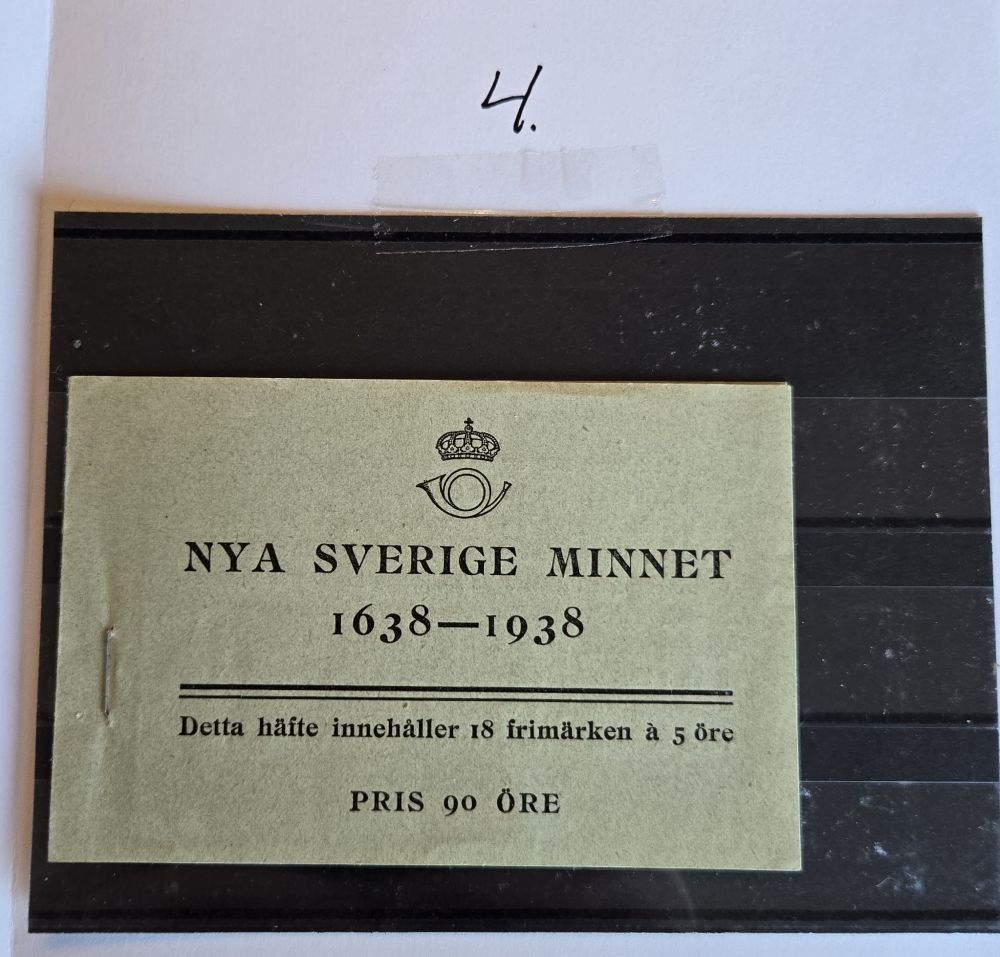 4.
NYA SVERIGE MINNET
1638—1938
Detta häfte innehåller 18 frimärken à 5 öre
PRIS 90 ÖRE